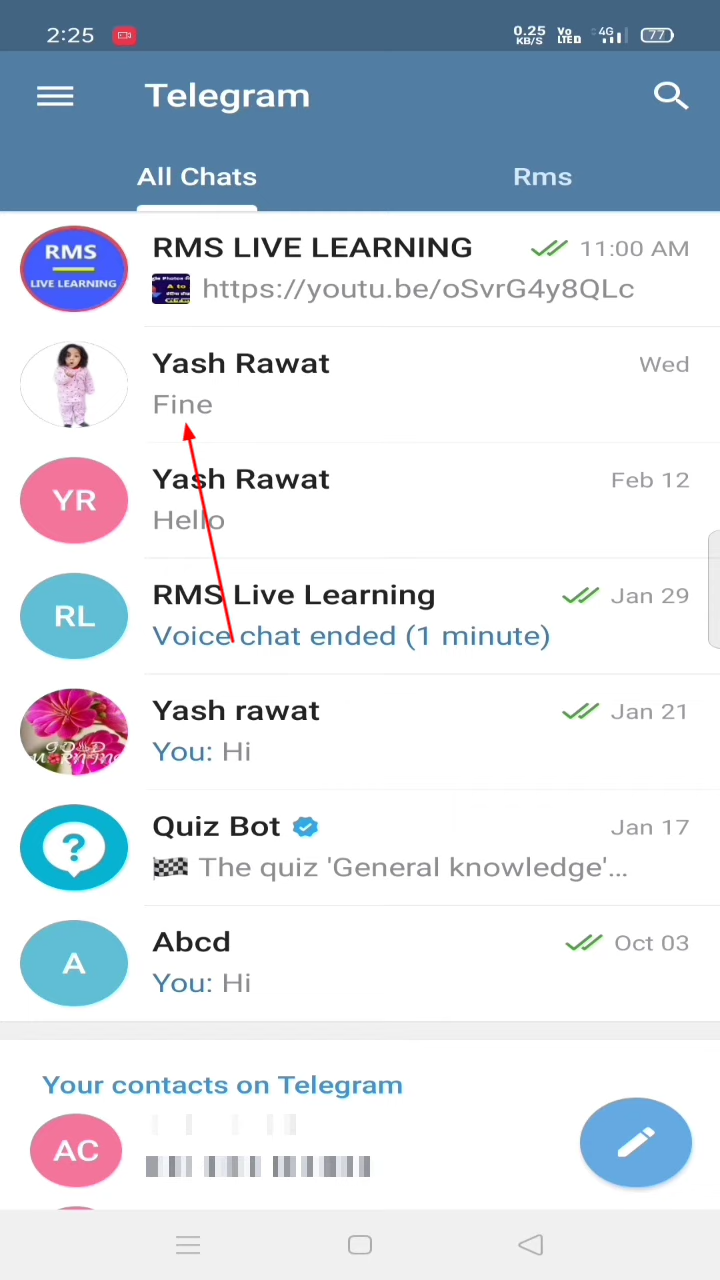 2:25
0.25 KB/S
Vo LTE
4G
77
Telegram
All Chats Rms
RMS
LIVE LEARNING
RMS LIVE LEARNING 11:00 AM
https://youtu.be/oSvrG4y8QLc
Yash Rawat Wed
Fine
YR
Yash Rawat Feb 12
Hello
RL
RMS Live Learning Jan 29
Voice chat ended (1 minute)
Yash rawat Jan 21
You: Hi
?
Quiz Bot Jan 17
🏁 The quiz 'General knowledge'...
A
Abcd Oct 03
You: Hi
Your contacts on Telegram
AC